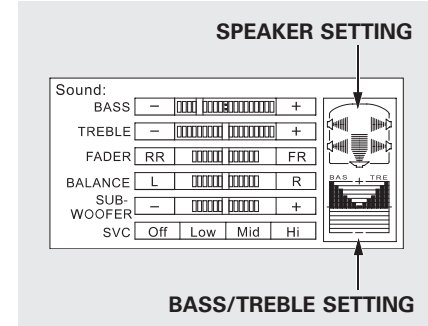 SPEAKER SETTING
Sound:
BASS - +
TREBLE - +
FADER RR FR
BALANCE L R
SUB-
WOOFER - +
SVC Off Low Mid Hi
BAS + TRE
-
BASS/TREBLE SETTING